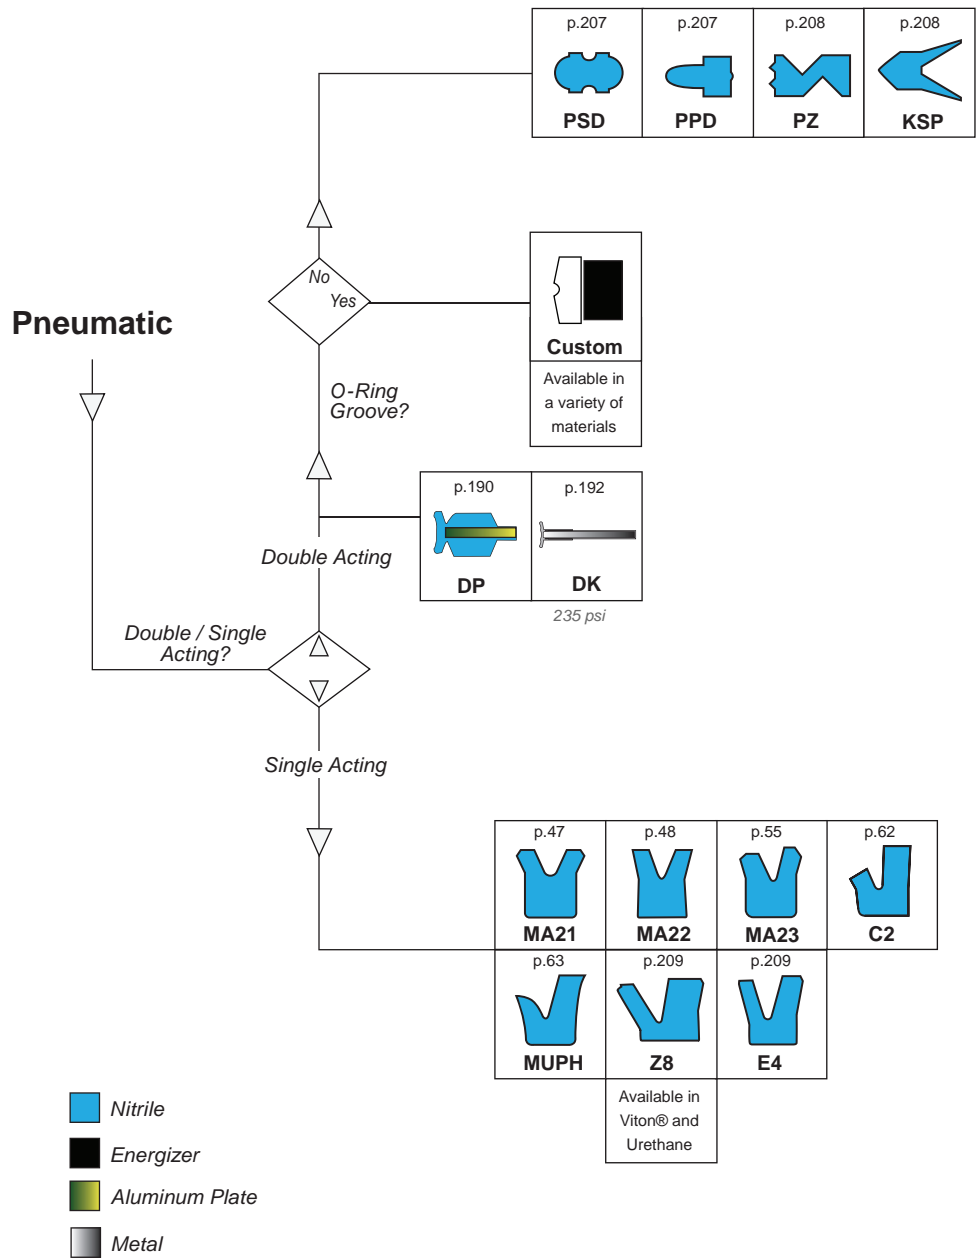 p.207
p.207
p.208
p.208
PSD
PPD
PZ
KSP
No
Yes
Custom
Available in
a variety of
materials
Pneumatic
O-Ring
Groove?
p.190
p.192
DP
DK
235 psi
Double Acting
Double / Single
Acting?
Single Acting
p.47
p.48
p.55
p.62
MA21
MA22
MA23
C2
p.63
p.209
p.209
MUPH
Z8
E4
Available in
Viton® and
Urethane
Nitrile
Energizer
Aluminum Plate
Metal